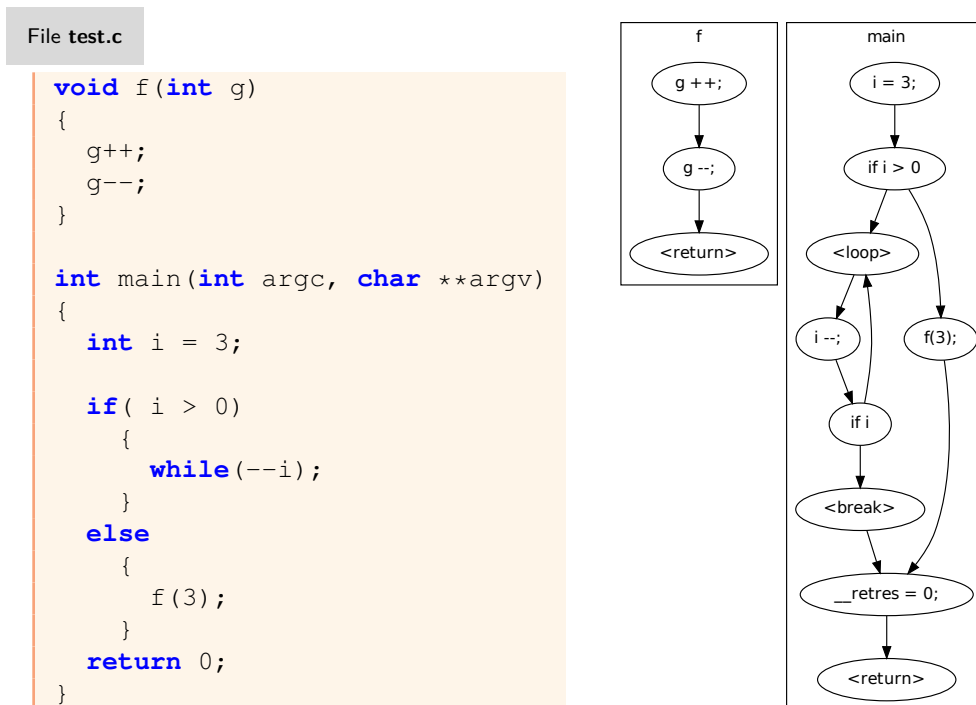 File test.c
void f(int g)
{
  g++;
  g--;
}

int main(int argc, char **argv)
{
  int i = 3;

  if( i > 0)
    {
      while(--i);
    }
  else
    {
      f(3);
    }
  return 0;
}
f
g ++;
g --;
<return>
main
i = 3;
if i > 0
<loop>
i --;
f(3);
if i
<break>
__retres = 0;
<return>